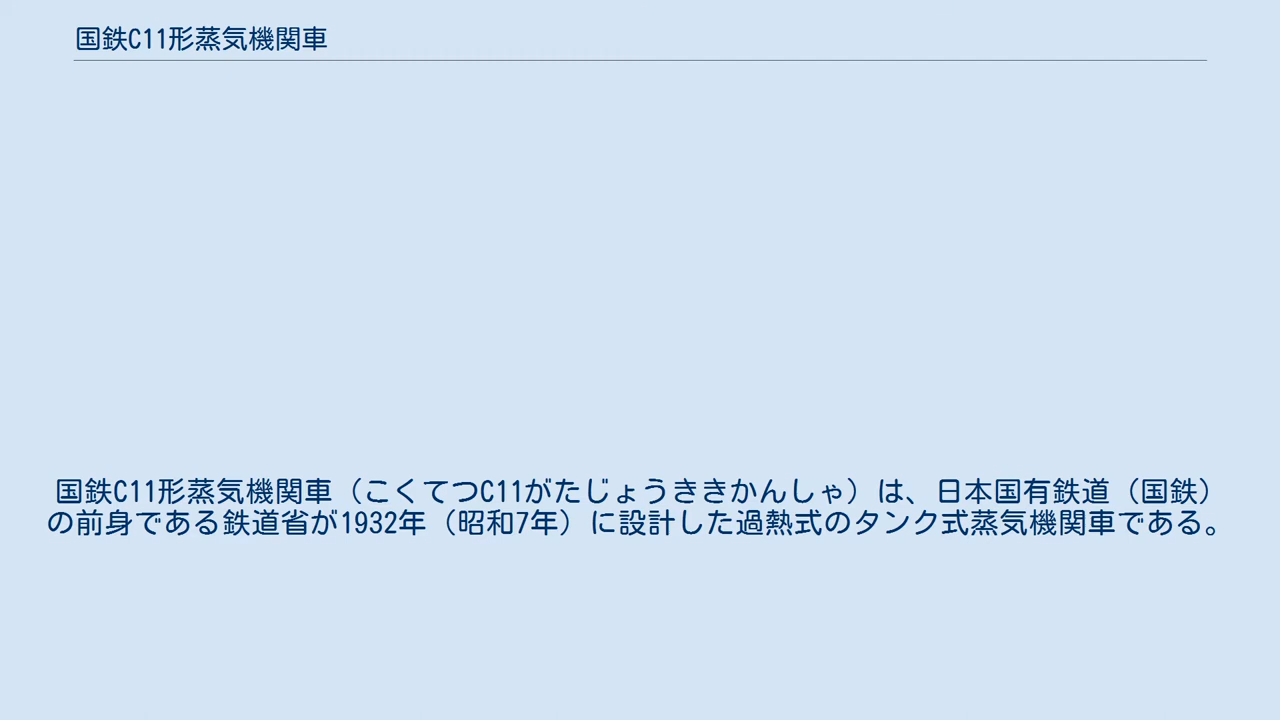 国鉄C11形蒸気機関車
国鉄C11形蒸気機関車（こくてつC11がたじょうききかんしゃ）は、日本国有鉄道（国鉄）
の前身である鉄道省が1932年（昭和7年）に設計した過熱式のタンク式蒸気機関車である。